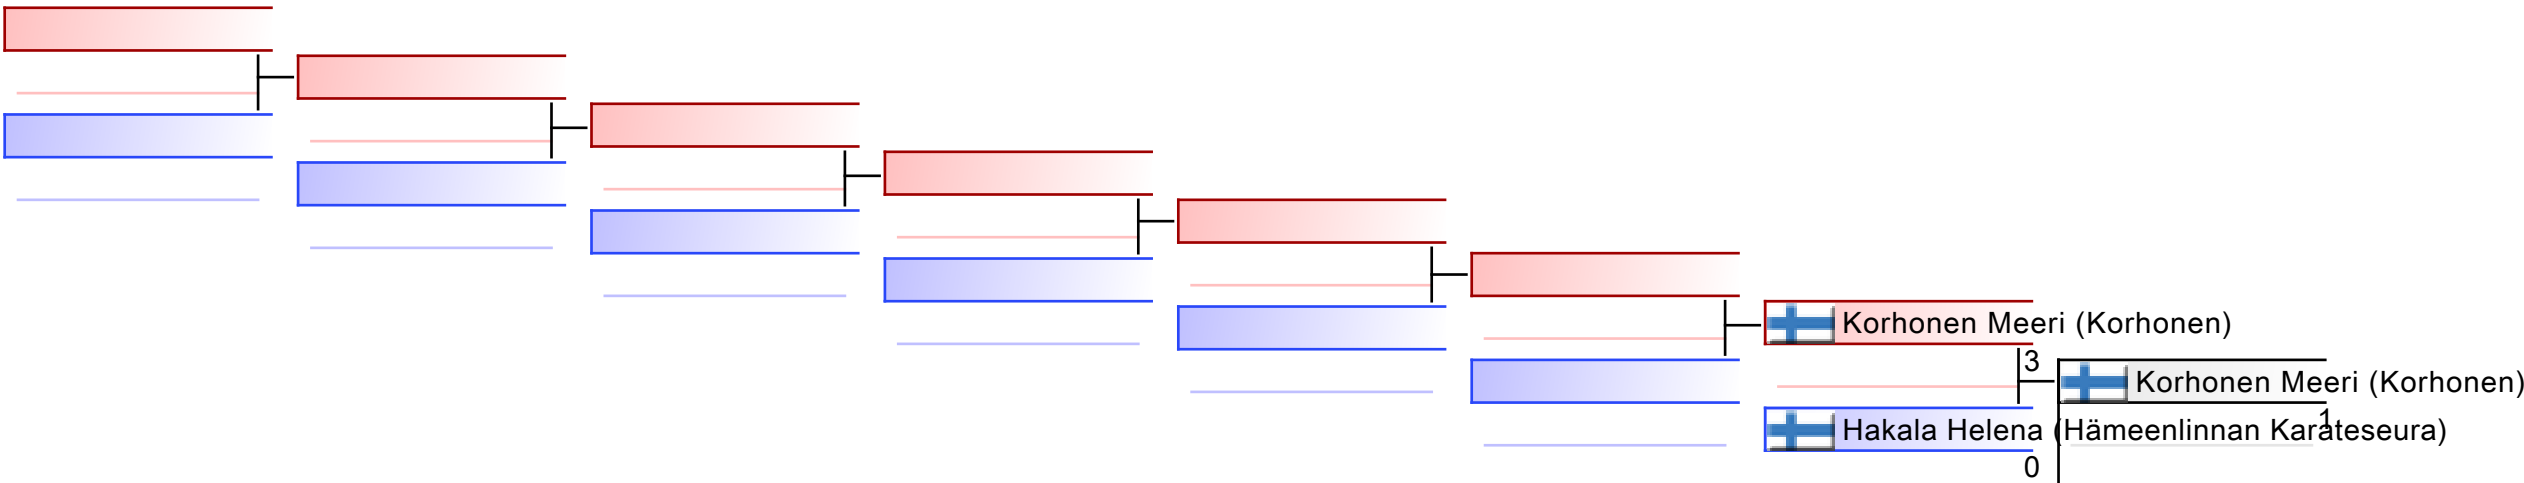 Korhonen Meeri (Korhonen)
3
Korhonen Meeri (Korhonen)
1
Hakala Helena (Hämeenlinnan Karateseura)
0